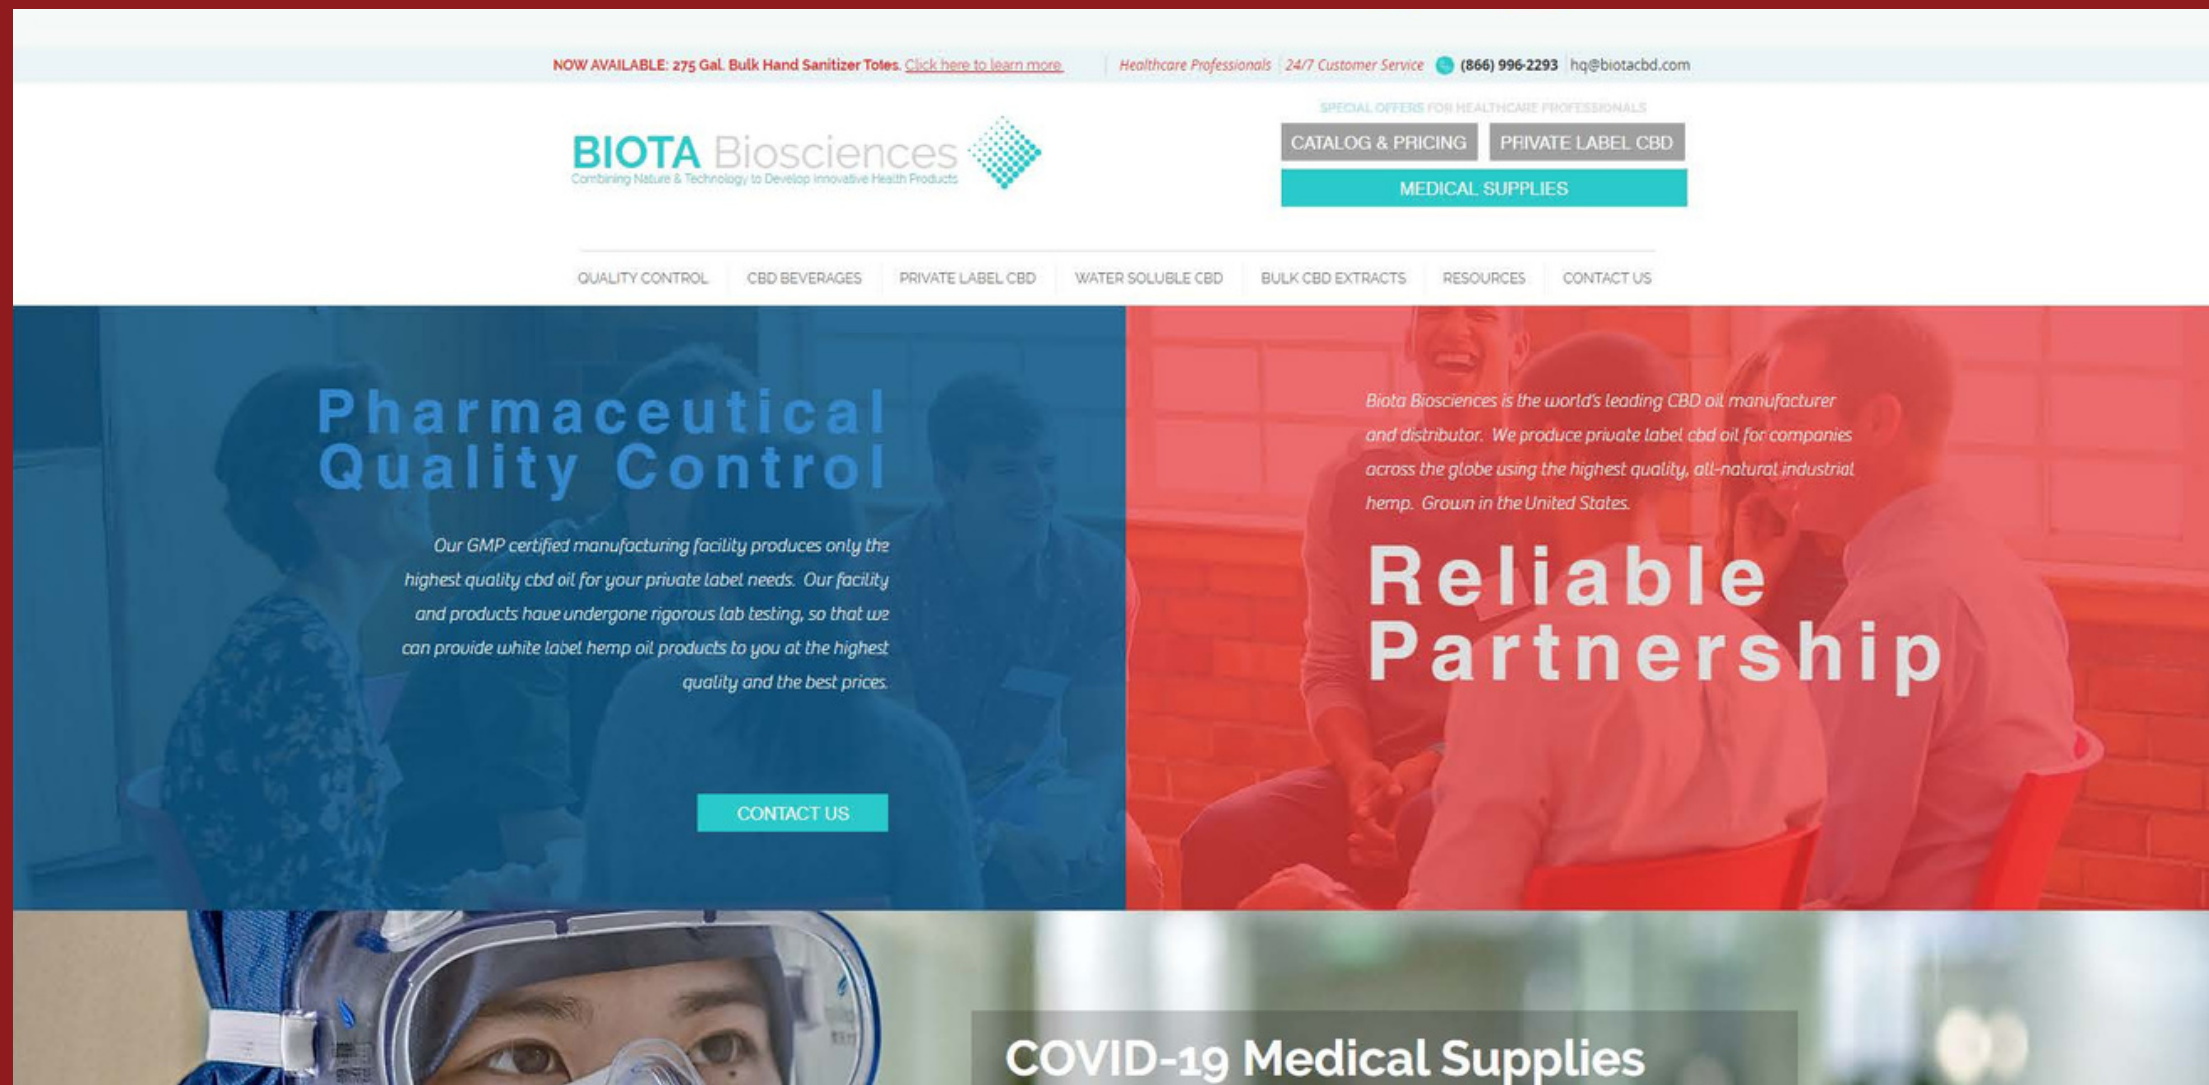 NOW AVAILABLE: 275 Gal. Bulk Hand Sanitizer Totes. Click here to learn more.
Healthcare Professionals 24/7 Customer Service (866) 996-2293 hq@biotacbd.com
SPECIAL OFFERS FOR HEALTHCARE PROFESSIONALS
BIOTA Biosciences
Combining Nature & Technology to Develop Innovative Health Products
CATALOG & PRICING PRIVATE LABEL CBD
MEDICAL SUPPLIES
QUALITY CONTROL CBD BEVERAGES PRIVATE LABEL CBD WATER SOLUBLE CBD BULK CBD EXTRACTS RESOURCES CONTACT US
Pharmaceutical
Quality Control
Our GMP certified manufacturing facility produces only the
highest quality cbd oil for your private label needs. Our facility
and products have undergone rigorous lab testing, so that we
can provide white label hemp oil products to you at the highest
quality and the best prices.
CONTACT US
Biota Biosciences is the world's leading CBD oil manufacturer
and distributor. We produce private label cbd oil for companies
across the globe using the highest quality, all-natural industrial
hemp. Grown in the United States.
Reliable
Partnership
COVID-19 Medical Supplies